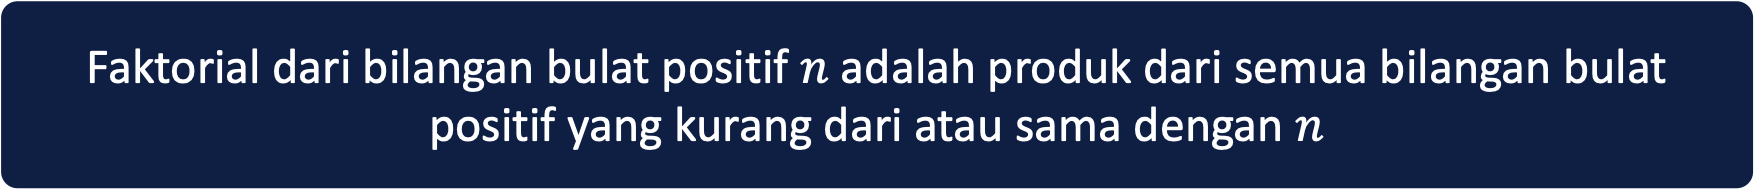 Faktorial dari bilangan bulat positif n adalah produk dari semua bilangan bulat
positif yang kurang dari atau sama dengan n